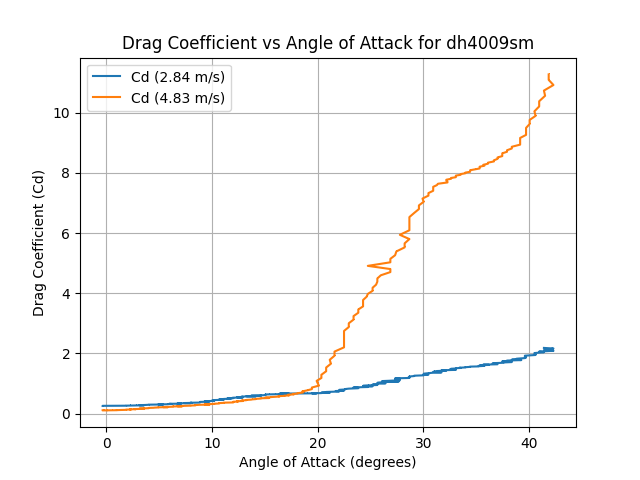 Drag Coefficient vs Angle of Attack for dh4009sm
Cd (2.84 m/s)
Cd (4.83 m/s)
Drag Coefficient (Cd)
10
8
6
4
2
0
0 10 20 30 40
Angle of Attack (degrees)